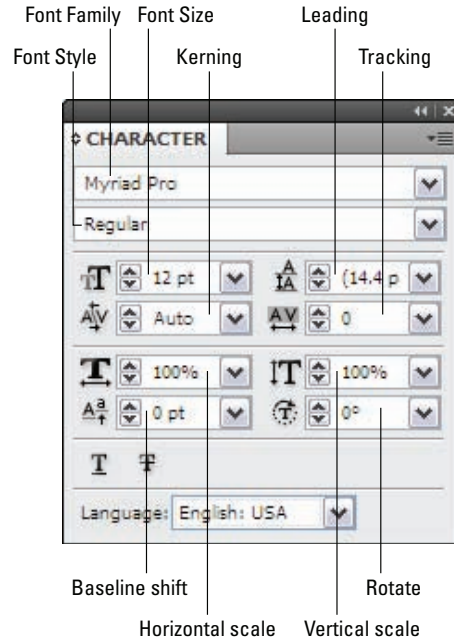 Font Family Font Size Leading
Font Style Kerning Tracking
CHARACTER
Myriad Pro
Regular
12 pt (14.4 p
Auto 0
100% 100%
0 pt 0°
Language: English: USA
Baseline shift Rotate
Horizontal scale Vertical scale